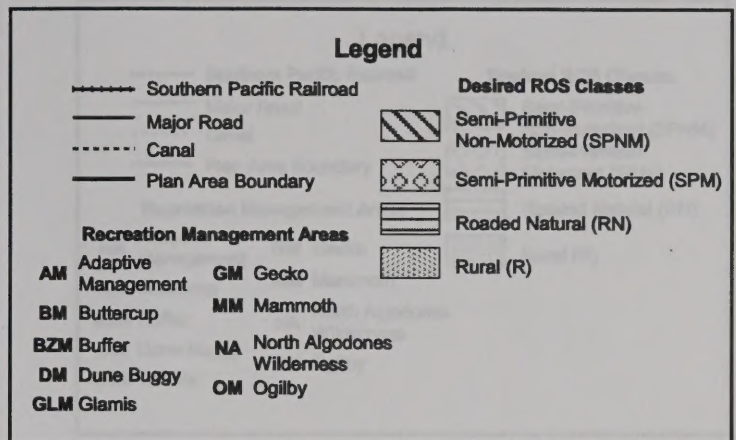 Legend
Southern Pacific Railroad
Major Road
Canal
Plan Area Boundary
Desired ROS Classes
Semi-Primitive
Non-Motorized (SPNM)
Semi-Primitive Motorized (SPM)
Roaded Natural (RN)
Rural (R)
Recreation Management Areas
AM Adaptive
Management
BM Buttercup
BZM Buffer
DM Dune Buggy
GLM Glamis
GM Gecko
MM Mammoth
NA North Algodones
Wilderness
OM Ogilby